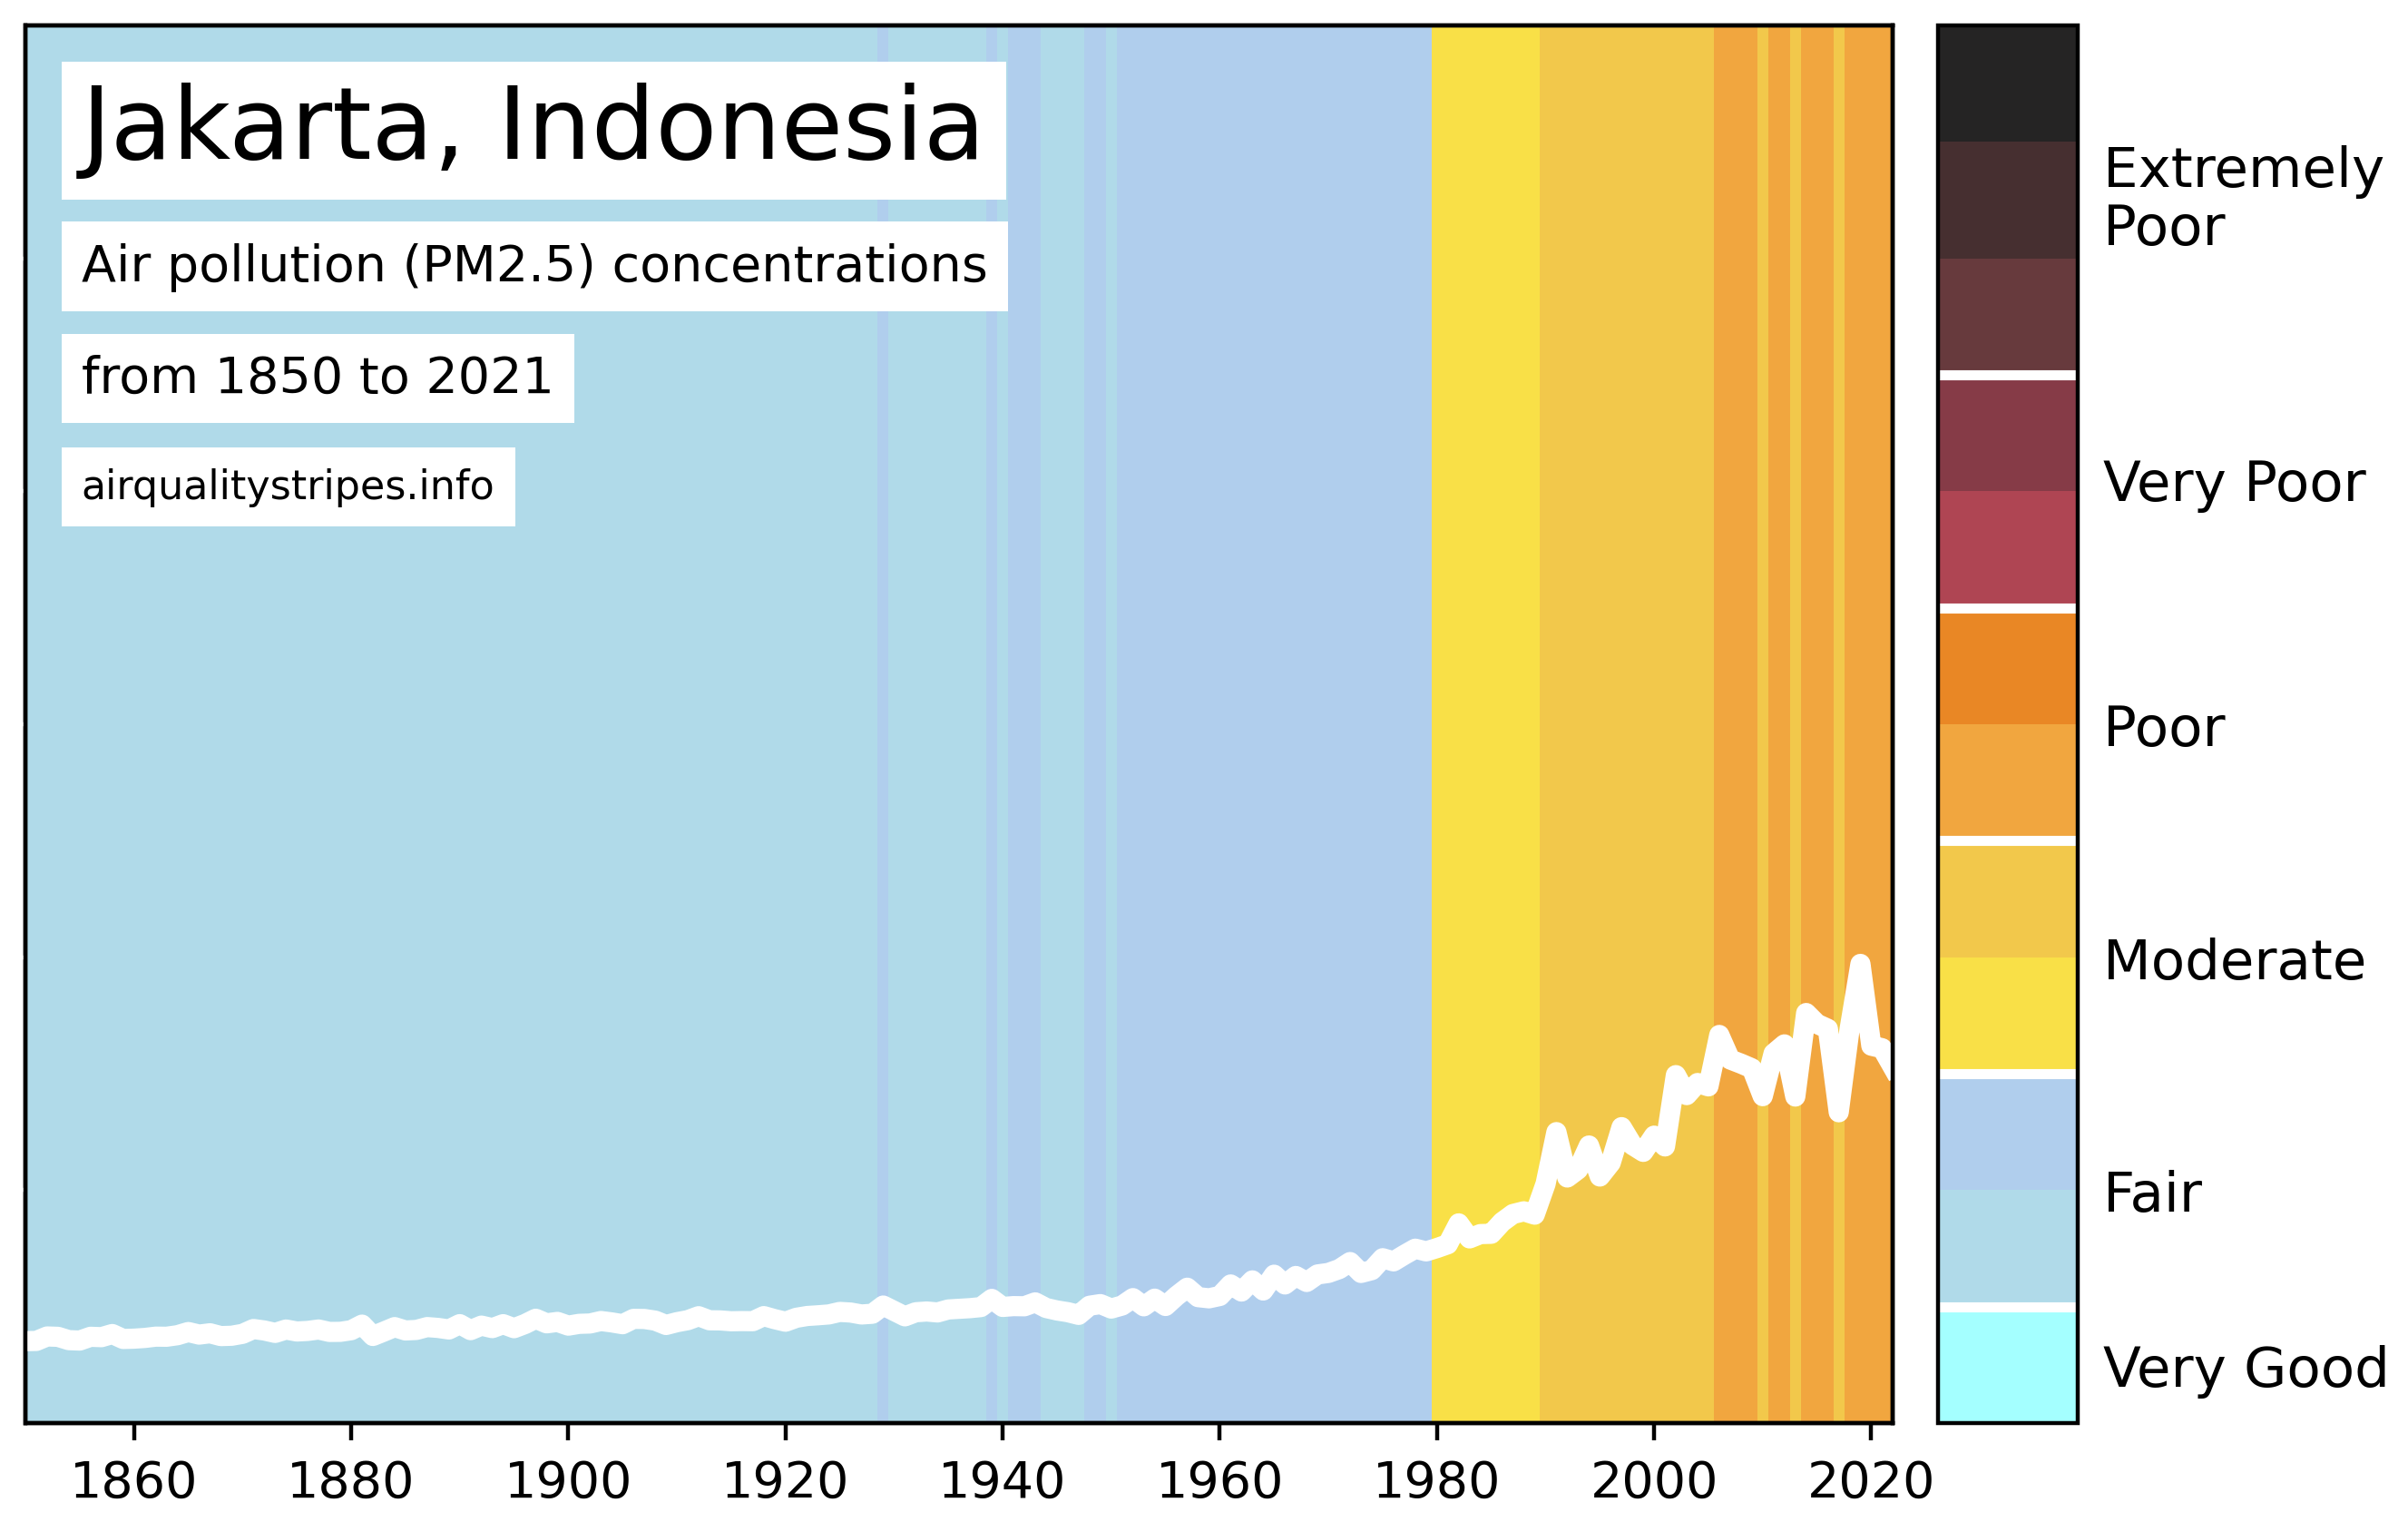 Jakarta, Indonesia
Air pollution (PM2.5) concentrations
from 1850 to 2021
airqualitystripes.info
Extremely
Poor
Very Poor
Poor
Moderate
Fair
Very Good
1860 1880 1900 1920 1940 1960 1980 2000 2020